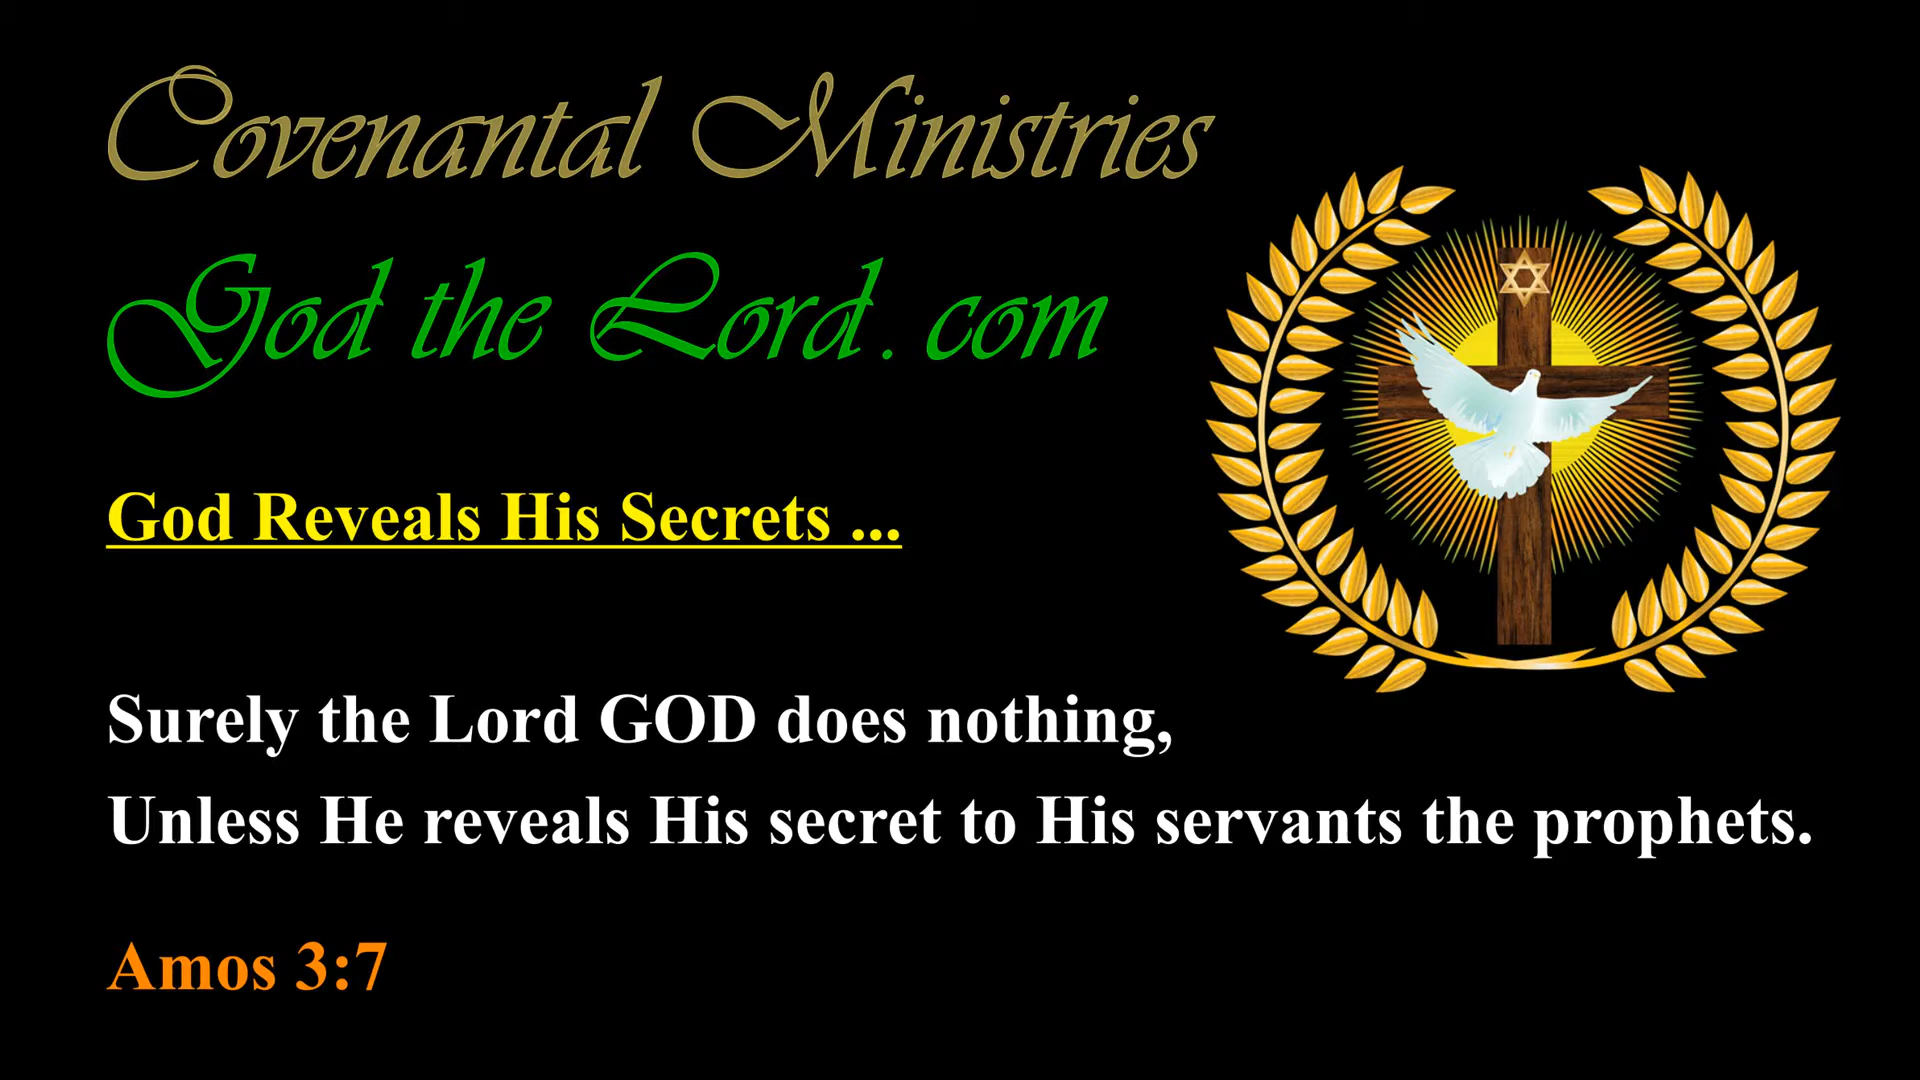 Covenantal Ministries
God the Lord . com
God Reveals His Secrets ...
Surely the Lord GOD does nothing,
Unless He reveals His secret to His servants the prophets.
Amos 3:7